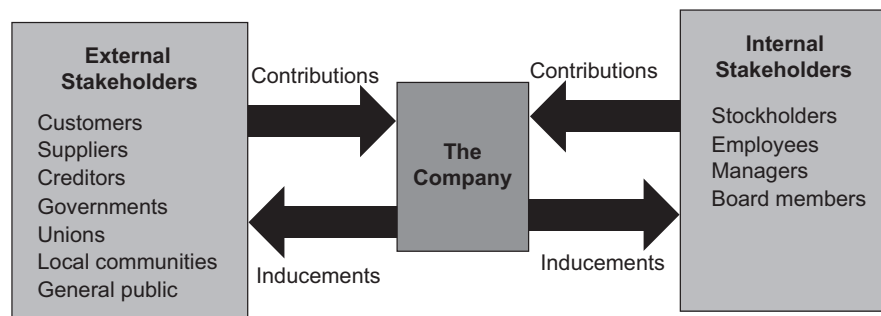 External
Stakeholders
Customers
Suppliers
Creditors
Governments
Unions
Local communities
General public
Contributions
Inducements
The
Company
Contributions
Inducements
Internal
Stakeholders
Stockholders
Employees
Managers
Board members